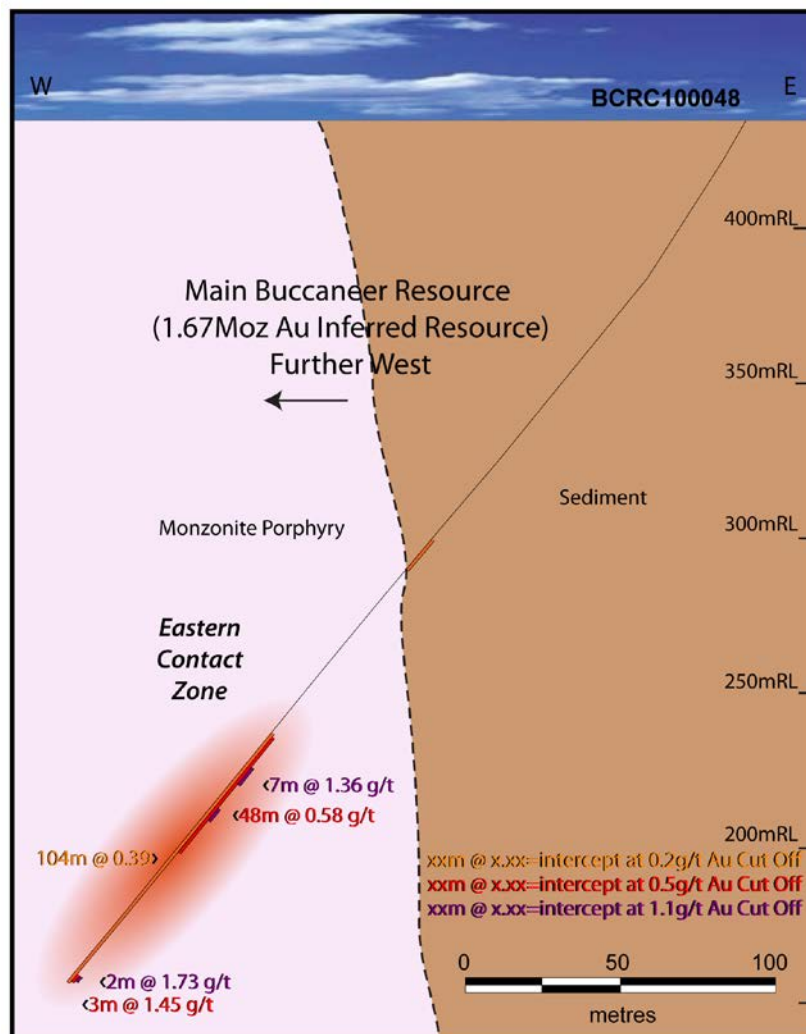 W
E
BCRC100048
400mRL
Main Buccaneer Resource
(1.67Moz Au Inferred Resource)
Further West
350mRL
Sediment
Monzonite Porphyry
300mRL
Eastern
Contact
Zone
250mRL
<7m @ 1.36 g/t
<48m @ 0.58 g/t
104m @ 0.39>
200mRL
xxm @ x.xx=intercept at 0.2g/t Au Cut Off
xxm @ x.xx=intercept at 0.5g/t Au Cut Off
xxm @ x.xx=intercept at 1.1g/t Au Cut Off
<2m @ 1.73 g/t
<3m @ 1.45 g/t
0 50 100
metres